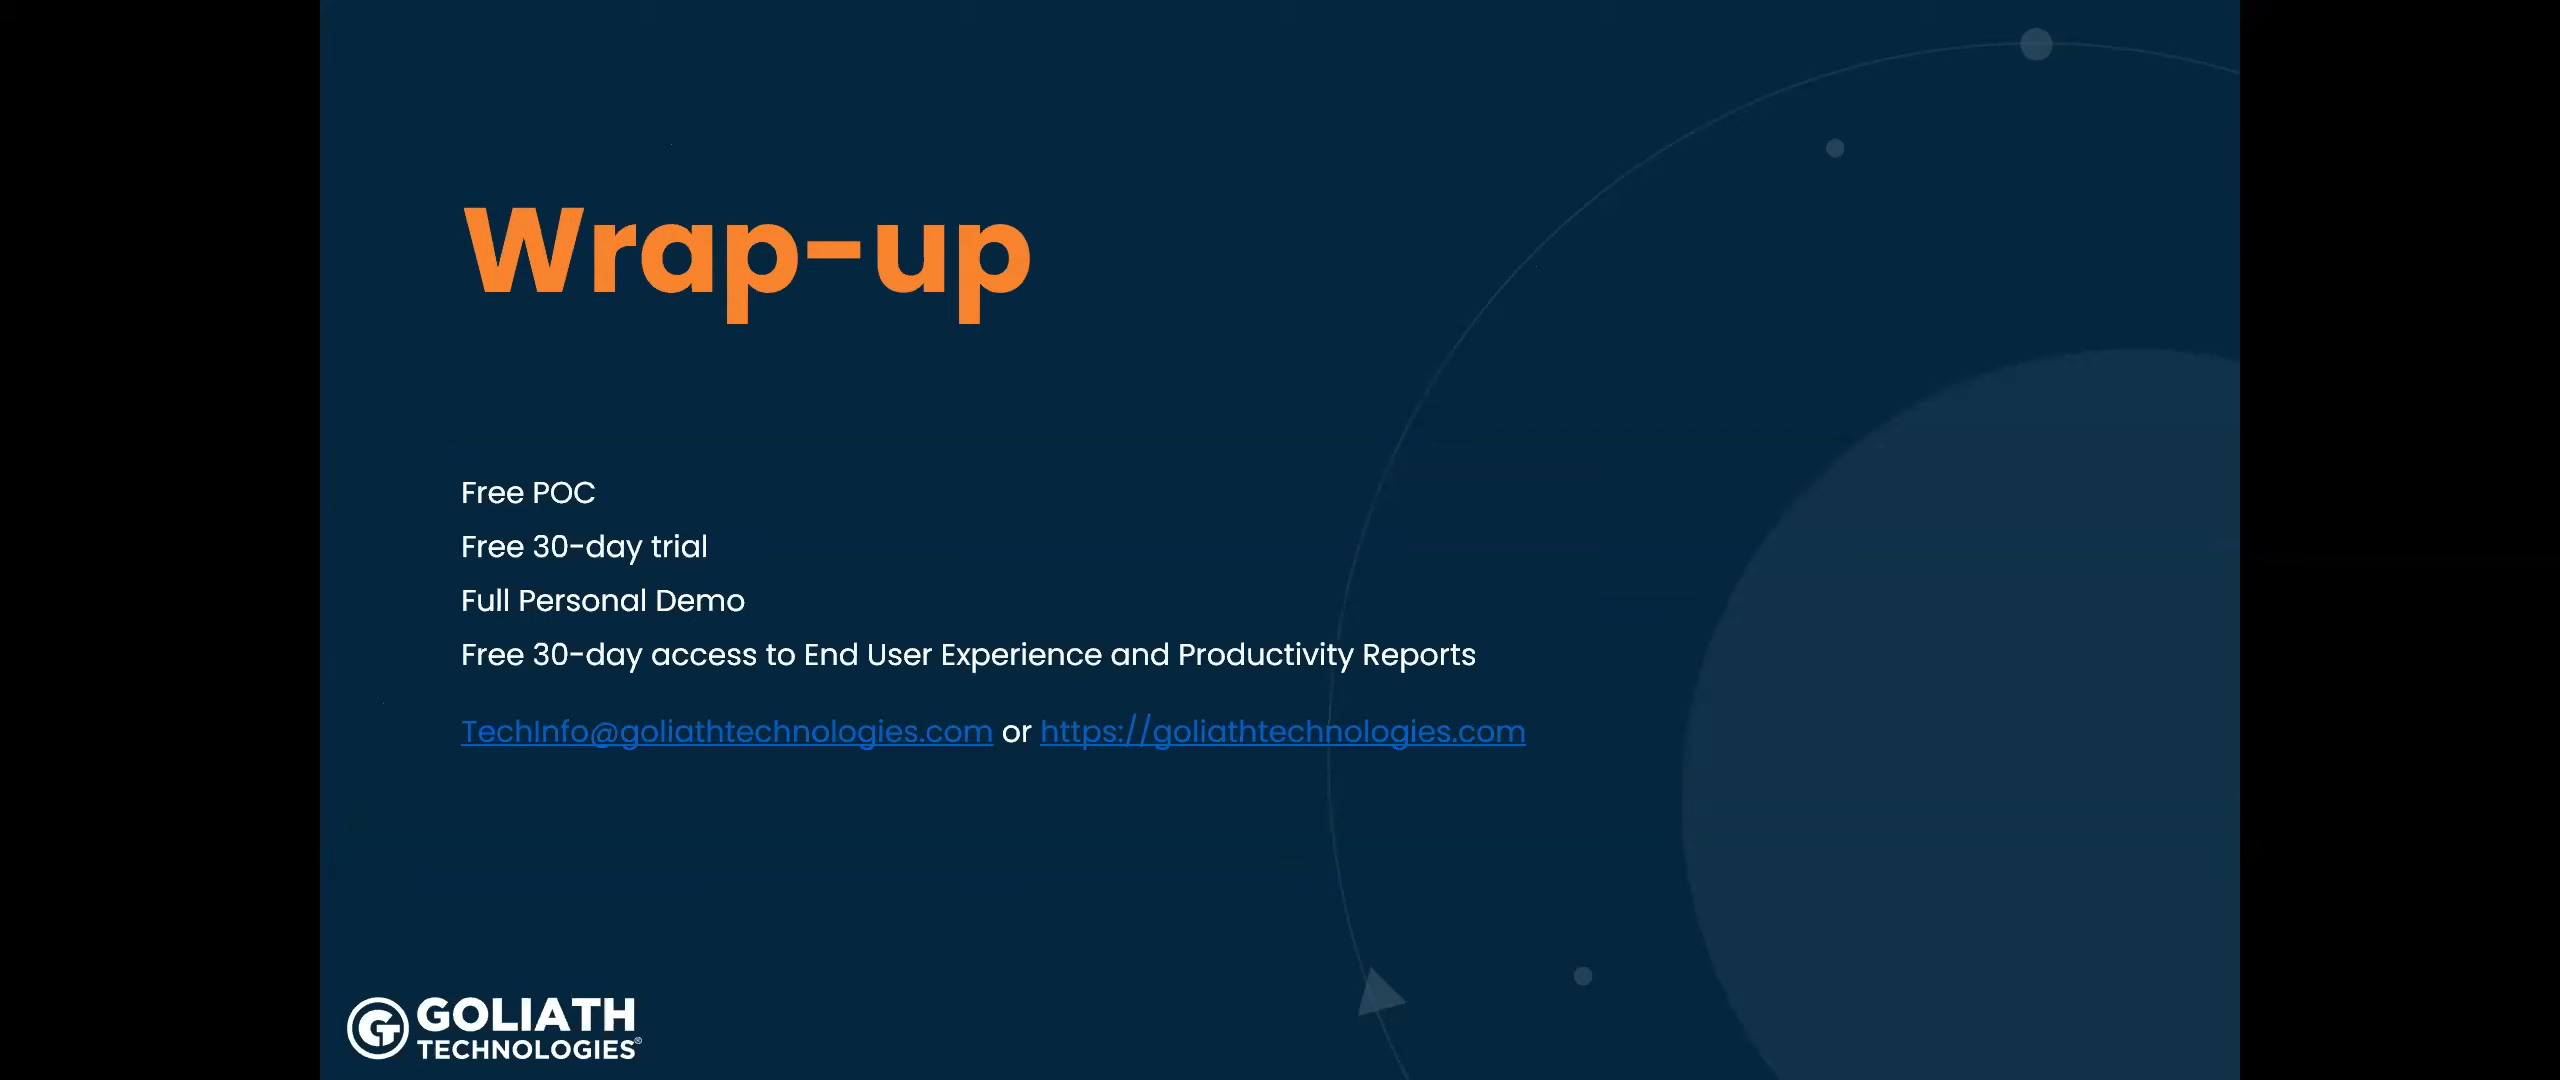 Wrap-up
Free POC
Free 30-day trial
Full Personal Demo
Free 30-day access to End User Experience and Productivity Reports
TechInfo@goliathtechnologies.com or https://goliathtechnologies.com
GOLIATH
TECHNOLOGIES®